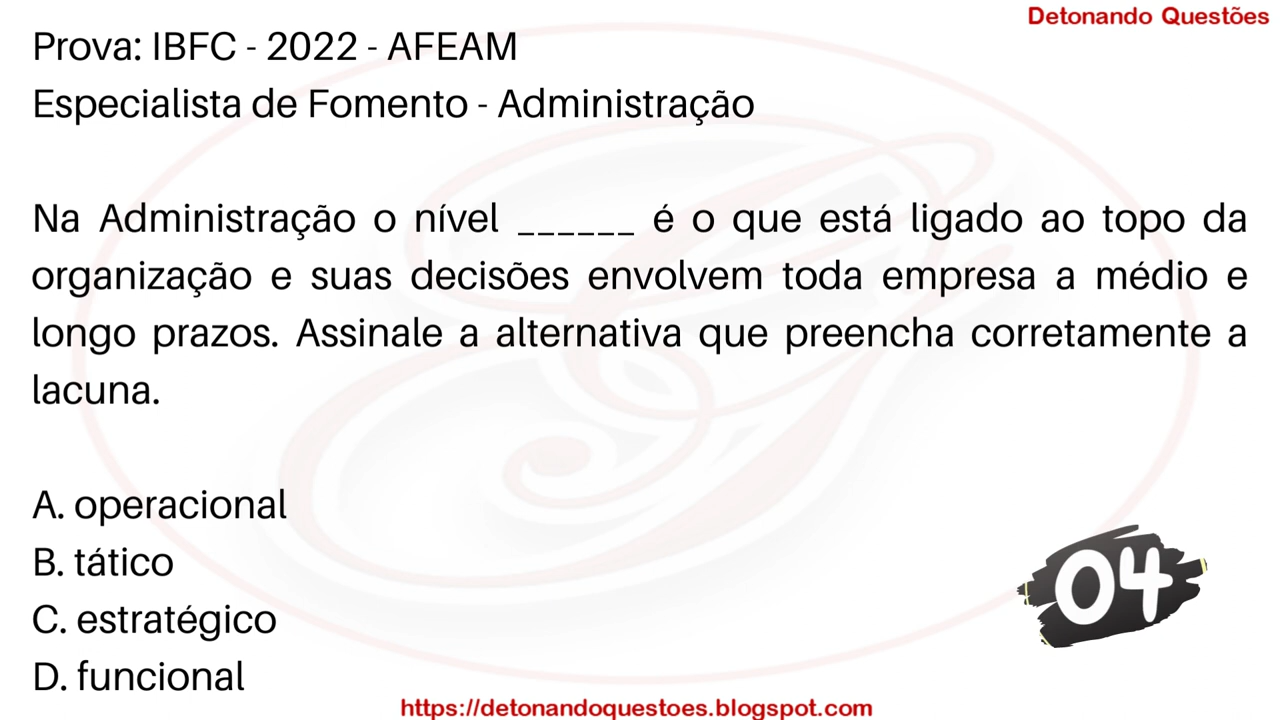 Detonando Questões
Prova: IBFC - 2022 - AFEAM
Especialista de Fomento - Administração
Na Administração o nível ______ é o que está ligado ao topo da
organização e suas decisões envolvem toda empresa a médio e
longo prazos. Assinale a alternativa que preencha corretamente a
lacuna.
A. operacional
B. tático
C. estratégico
D. funcional
04
https://detonandoquestoes.blogspot.com